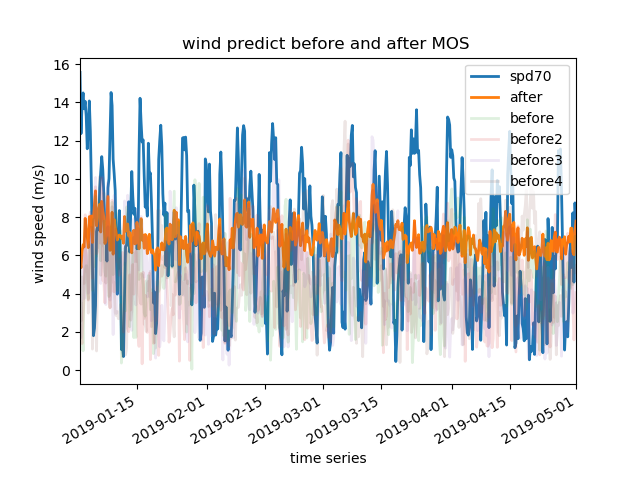 wind predict before and after MOS
16
14
12
10
8
6
4
2
0
wind speed (m/s)
spd70
after
before
before2
before3
before4
2019-01-15
2019-02-01
2019-02-15
2019-03-01
2019-03-15
2019-04-01
2019-04-15
2019-05-01
time series